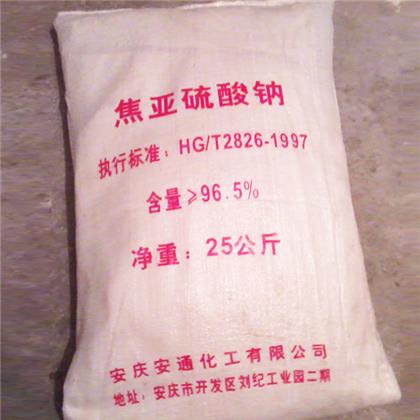 焦亚硫酸钠
执行标准：HG/T2826-1997
含量≥96.5%
净重：25公斤
安庆安通化工有限公司
地址：安庆市开发区刘纪工业园二期